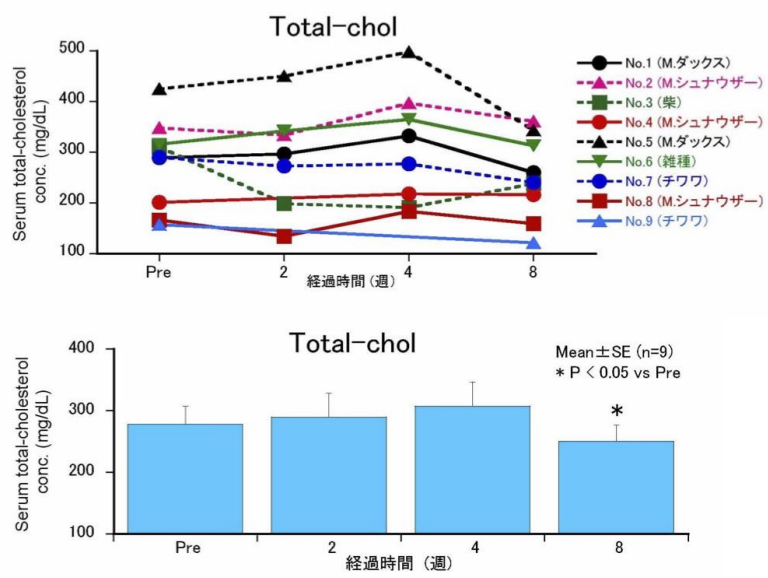 Total-chol
Serum total-cholesterol
conc. (mg/dL)
500
400
300
200
100
Pre
2
4
8
経過時間（週）
No.1（M.ダックス）
No.2（M.シュナウザー）
No.3（柴）
No.4（M.シュナウザー）
No.5（M.ダックス）
No.6（雑種）
No.7（チワワ）
No.8（M.シュナウザー）
No.9（チワワ）
Total-chol
Mean±SE (n=9)
* P < 0.05 vs Pre
Serum total-cholesterol
conc. (mg/dL)
400
300
200
100
*
Pre
2
4
8
経過時間（週）